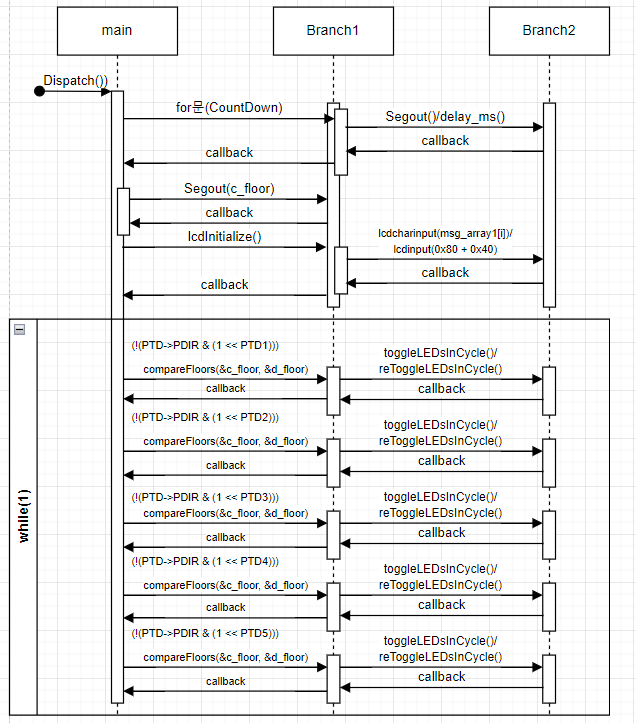 main
Branch1
Branch2
Dispatch())
for문(CountDown)
Segout()/delay_ms()
callback
callback
Segout(c_floor)
callback
lcdInitialize()
lcdcharinput(msg_array1[i])/
lcdinput(0x80 + 0x40)
callback
callback
while(1)
(!(PTD->PDIR & (1 << PTD1)))
compareFloors(&c_floor, &d_floor)
toggleLEDsInCycle()/
reToggleLEDsInCycle()
callback
callback
(!(PTD->PDIR & (1 << PTD2)))
compareFloors(&c_floor, &d_floor)
toggleLEDsInCycle()/
reToggleLEDsInCycle()
callback
callback
(!(PTD->PDIR & (1 << PTD3)))
compareFloors(&c_floor, &d_floor)
toggleLEDsInCycle()/
reToggleLEDsInCycle()
callback
callback
(!(PTD->PDIR & (1 << PTD4)))
compareFloors(&c_floor, &d_floor)
toggleLEDsInCycle()/
reToggleLEDsInCycle()
callback
callback
(!(PTD->PDIR & (1 << PTD5)))
compareFloors(&c_floor, &d_floor)
toggleLEDsInCycle()/
reToggleLEDsInCycle()
callback
callback